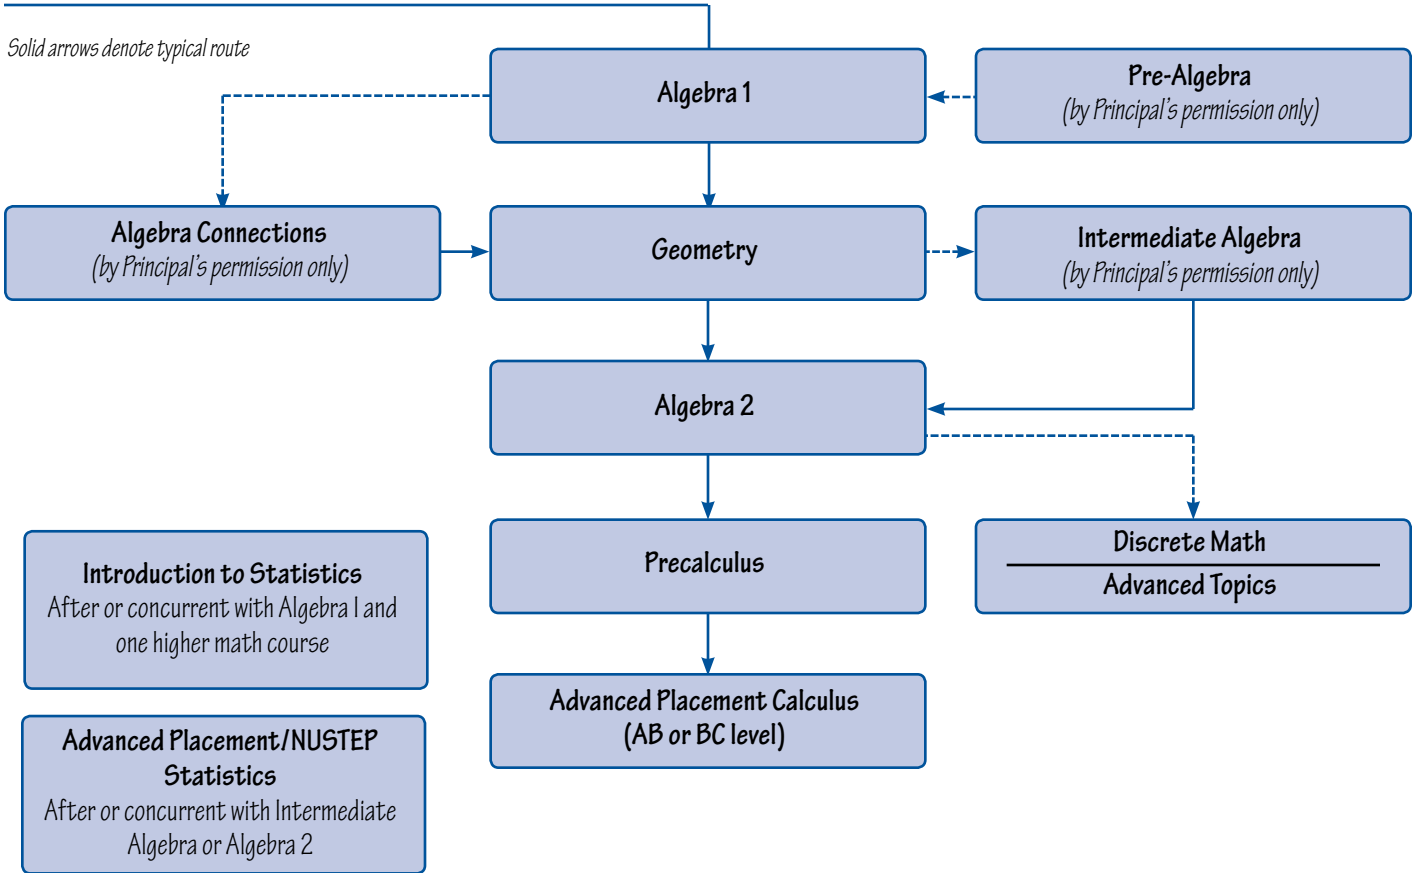 Solid arrows denote typical route
Algebra 1
Pre-Algebra
(by Principal's permission only)
Algebra Connections
(by Principal's permission only)
Geometry
Intermediate Algebra
(by Principal's permission only)
Algebra 2
Introduction to Statistics
After or concurrent with Algebra I and
one higher math course
Precalculus
Discrete Math
Advanced Topics
Advanced Placement/NUSTEP
Statistics
After or concurrent with Intermediate
Algebra or Algebra 2
Advanced Placement Calculus
(AB or BC level)